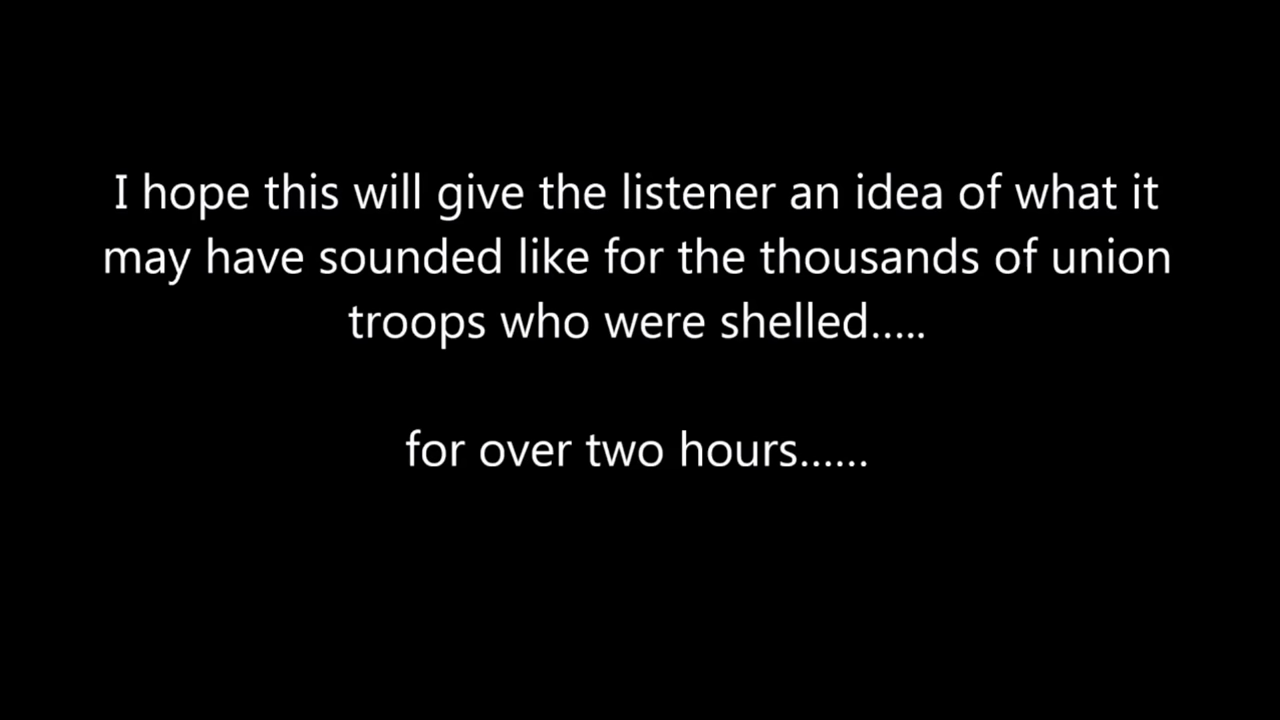 I hope this will give the listener an idea of what it
may have sounded like for the thousands of union
troops who were shelled…..
for over two hours……